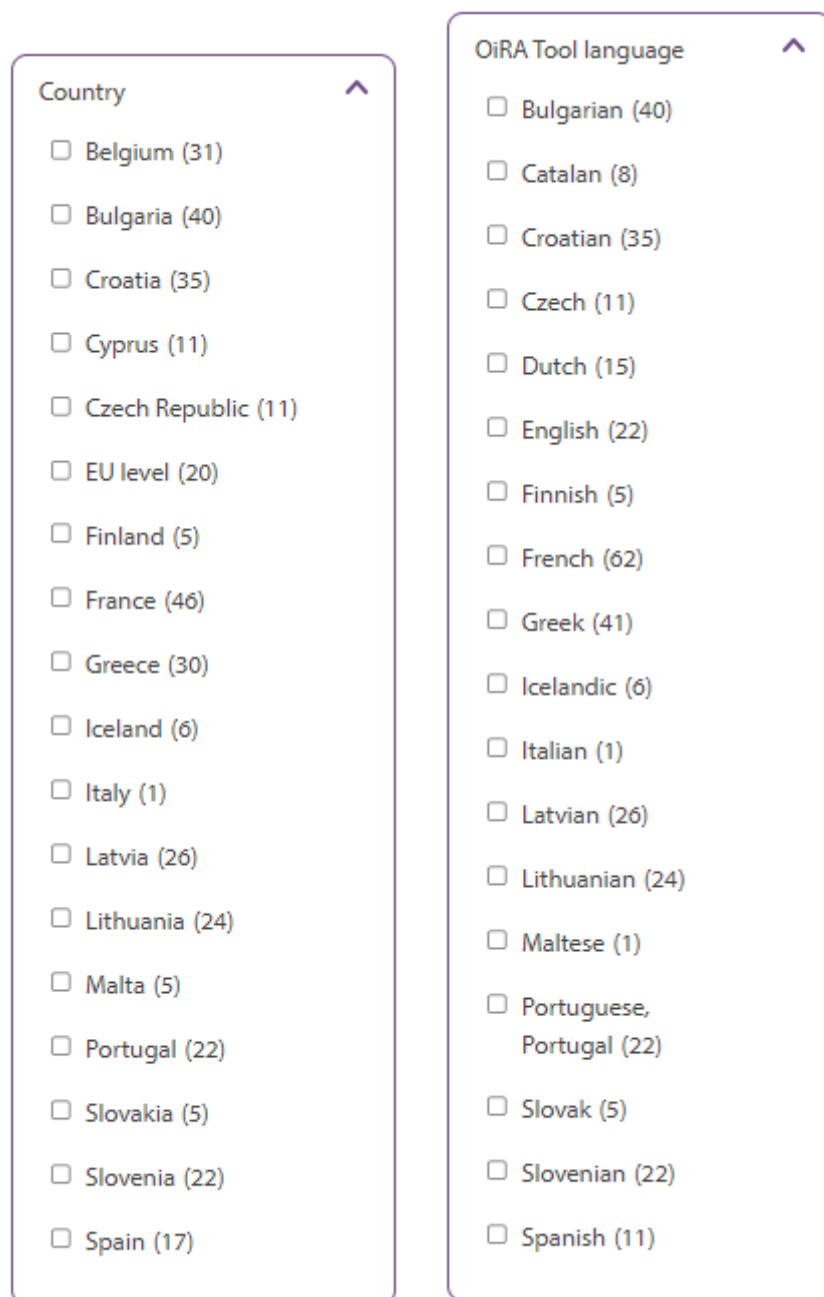 Country
Belgium (31)
Bulgaria (40)
Croatia (35)
Cyprus (11)
Czech Republic (11)
EU level (20)
Finland (5)
France (46)
Greece (30)
Iceland (6)
Italy (1)
Latvia (26)
Lithuania (24)
Malta (5)
Portugal (22)
Slovakia (5)
Slovenia (22)
Spain (17)
OiRA Tool language
Bulgarian (40)
Catalan (8)
Croatian (35)
Czech (11)
Dutch (15)
English (22)
Finnish (5)
French (62)
Greek (41)
Icelandic (6)
Italian (1)
Latvian (26)
Lithuanian (24)
Maltese (1)
Portuguese,
Portugal (22)
Slovak (5)
Slovenian (22)
Spanish (11)